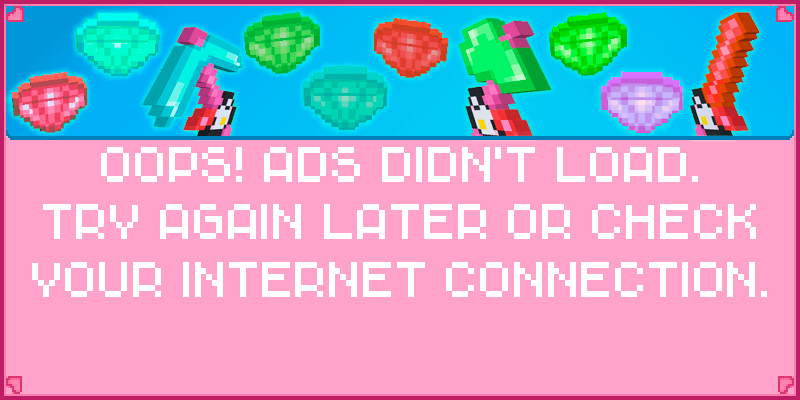 OOPS! ADS DIDN'T LOAD.
TRY AGAIN LATER OR CHECK
YOUR INTERNET CONNECTION.